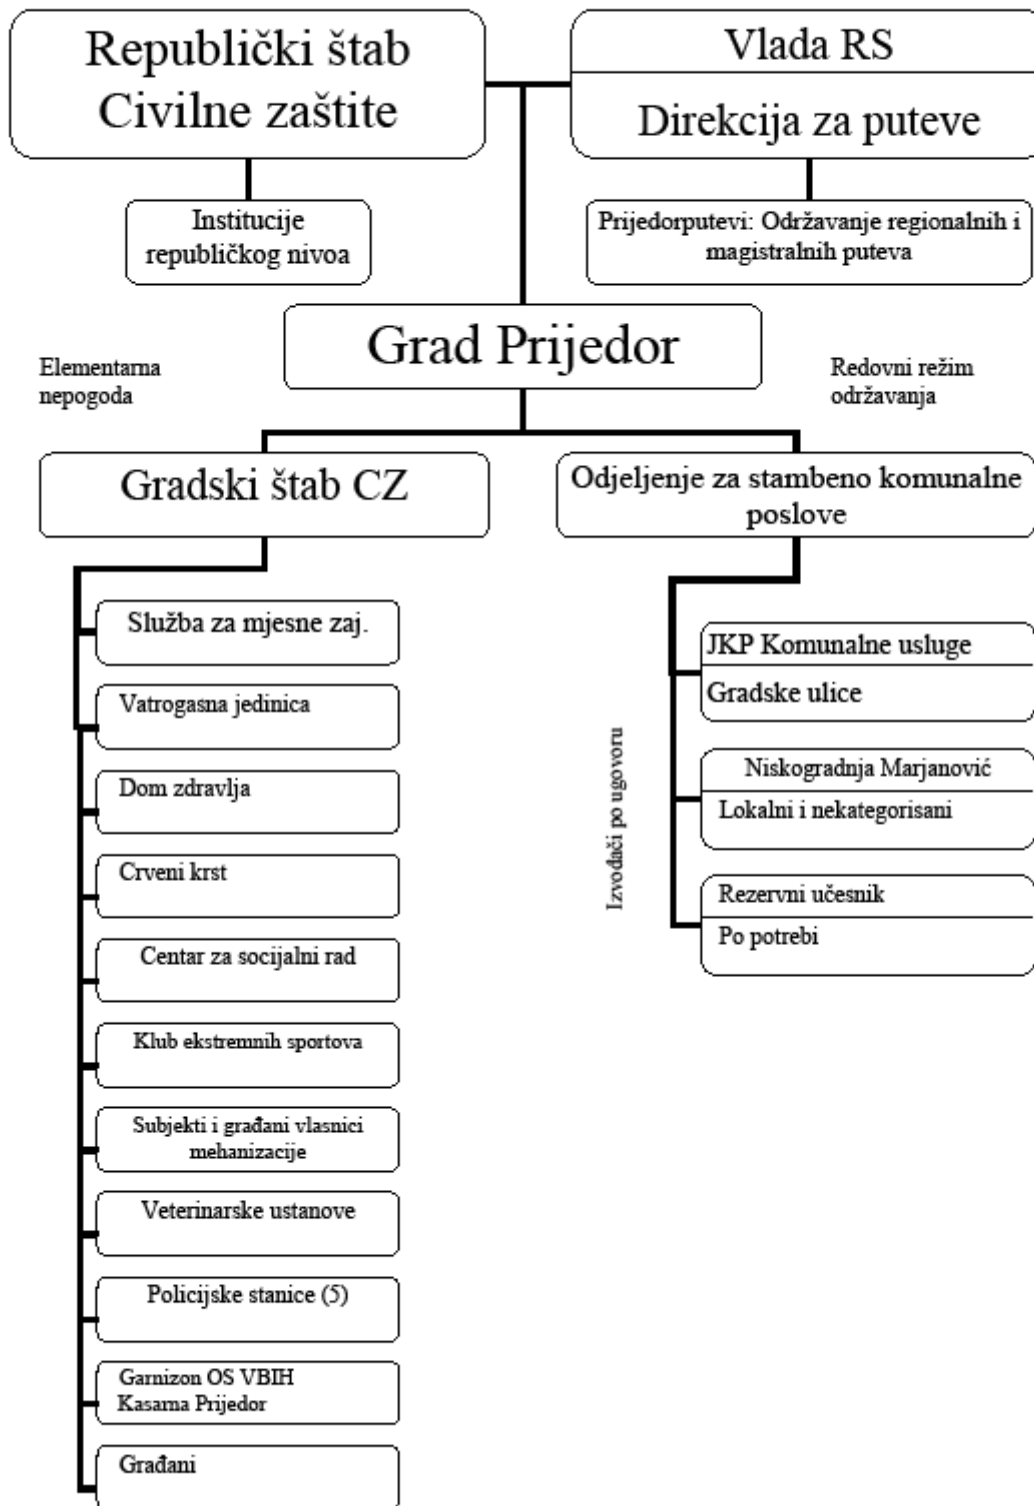 Republički štab
Civilne zaštite
Vlada RS
Direkcija za puteve
Institucije
republičkog nivoa
Prijedorputevi: Održavanje regionalnih i
magistralnih puteva
Grad Prijedor
Elementarna
nepogoda
Redovni režim
održavanja
Gradski štab CZ
Odjeljenje za stambeno komunalne
poslove
Služba za mjesne zaj.
Vatrogasna jedinica
Dom zdravlja
Crveni krst
Centar za socijalni rad
Klub ekstremnih sportova
Subjekti i građani vlasnici
mehanizacije
Veterinarske ustanove
Policijske stanice (5)
Garnizon OS VBIH
Kasarna Prijedor
Građani
Izvođači po ugovoru
JKP Komunalne usluge
Gradske ulice
Niskogradnja Marjanović
Lokalni i nekategorisani
Rezervni učesnik
Po potrebi